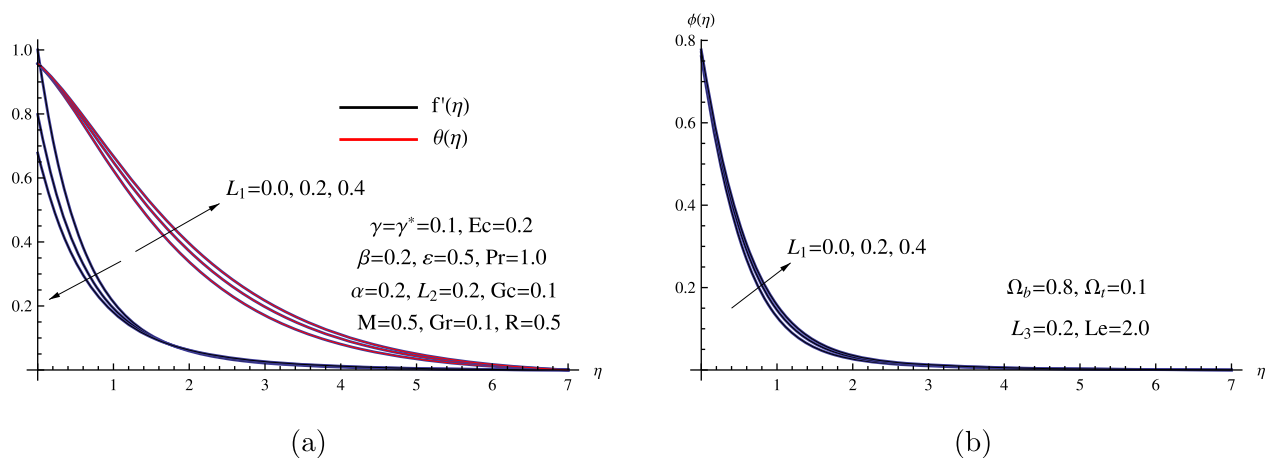 1.0
0.8
0.6
0.4
0.2
1 2 3 4 5 6 7 η
f'(η)
θ(η)
L₁=0.0, 0.2, 0.4
γ=γ*=0.1, Ec=0.2
β=0.2, ε=0.5, Pr=1.0
α=0.2, L₂=0.2, Gc=0.1
M=0.5, Gr=0.1, R=0.5
(a)
ϕ(η)
0.8
0.6
0.4
0.2
1 2 3 4 5 6 7 η
L₁=0.0, 0.2, 0.4
Ω_b=0.8, Ω_t=0.1
L₃=0.2, Le=2.0
(b)